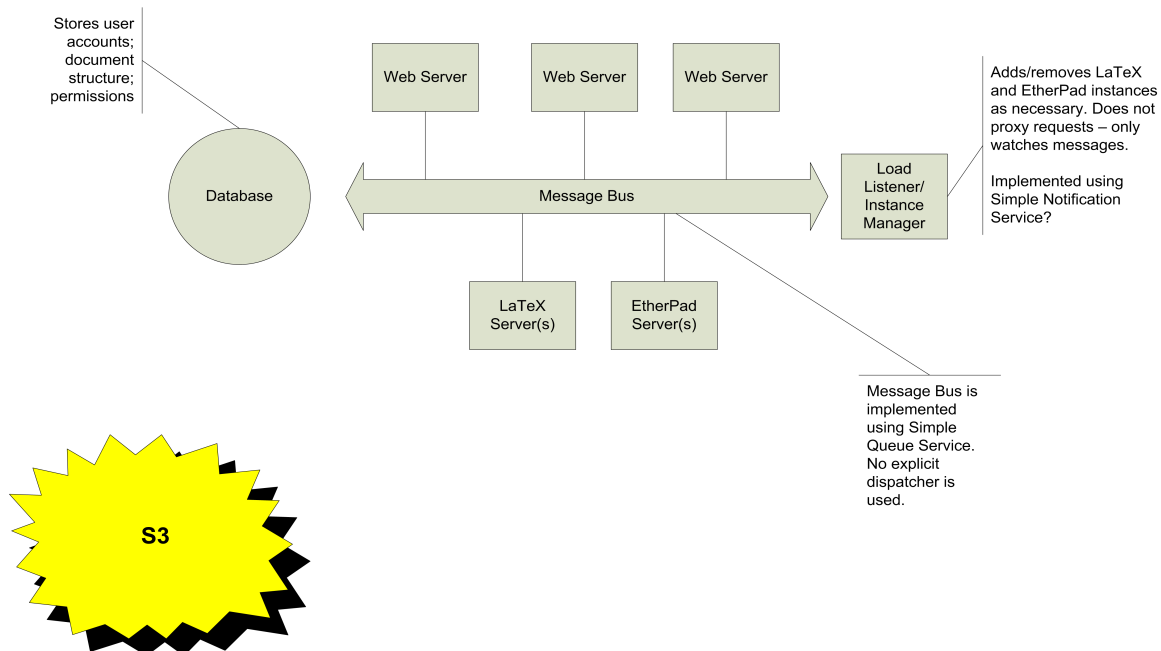 Stores user
accounts;
document
structure;
permissions
Web Server
Web Server
Web Server
Adds/removes LaTeX
and EtherPad instances
as necessary. Does not
proxy requests – only
watches messages.
Implemented using
Simple Notification
Service?
Database
Message Bus
Load
Listener/
Instance
Manager
LaTeX
Server(s)
EtherPad
Server(s)
Message Bus is
implemented
using Simple
Queue Service.
No explicit
dispatcher is
used.
S3